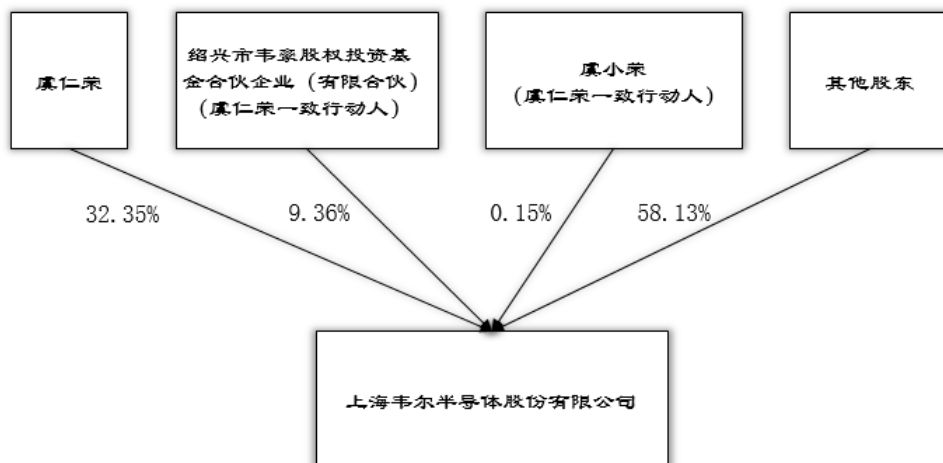 虞仁荣
绍兴市韦豪股权投资基
金合伙企业（有限合伙）
（虞仁荣一致行动人）
虞小荣
（虞仁荣一致行动人）
其他股东
32.35%
9.36%
0.15%
58.13%
上海韦尔半导体股份有限公司